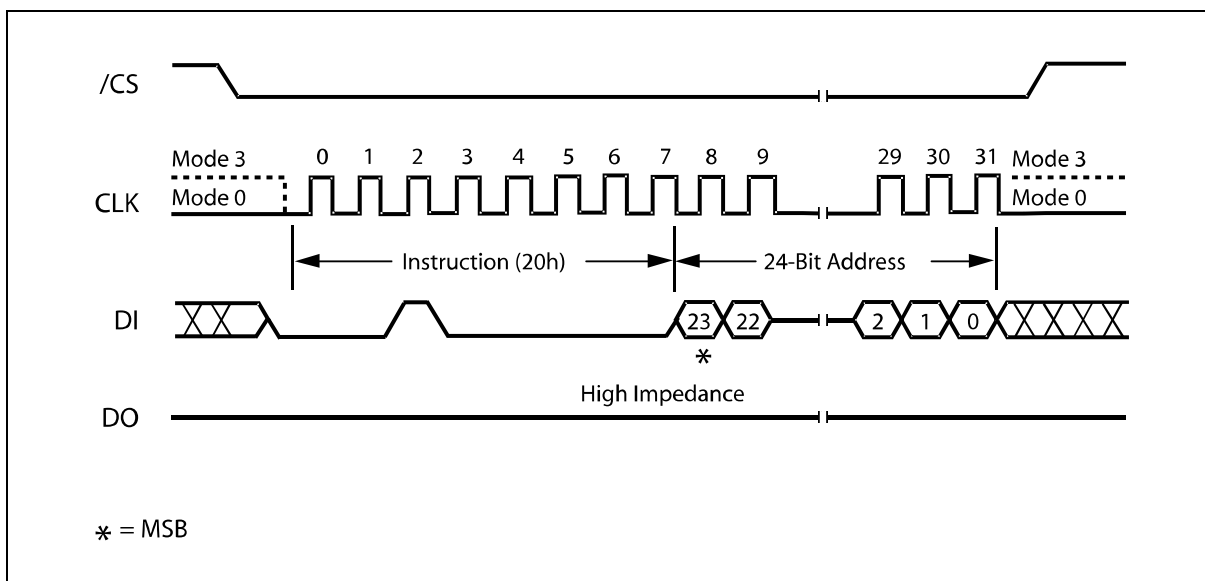 /CS
Mode 3 0 1 2 3 4 5 6 7 8 9 29 30 31 Mode 3
CLK Mode 0 Mode 0
Instruction (20h) 24-Bit Address
DI 23 22 2 1 0
*
High Impedance
DO
* = MSB